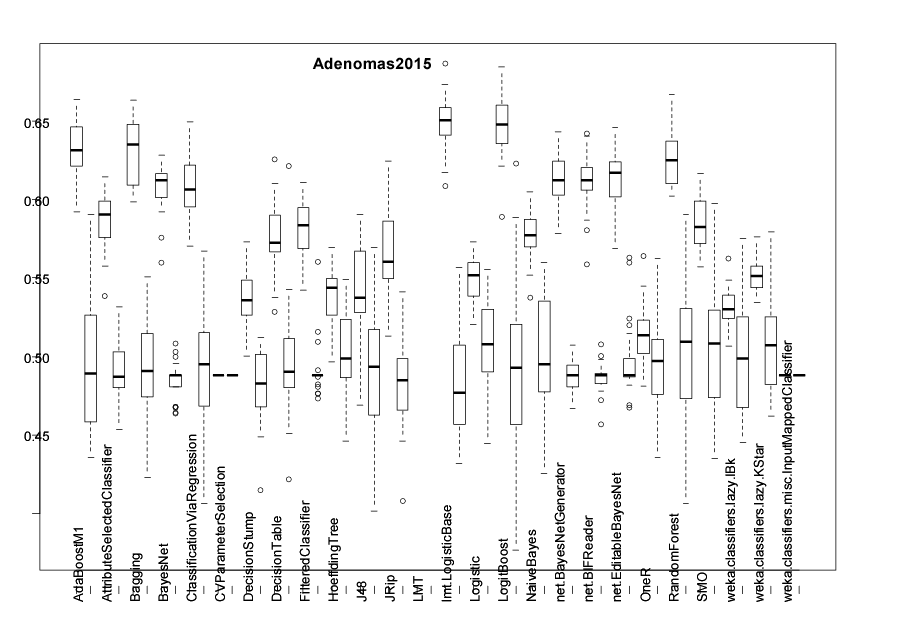 Adenomas2015
0.65
0.60
0.55
0.50
0.45
AdaBoostM1
AttributeSelectedClassifier
Bagging
BayesNet
ClassificationViaRegression
CVParameterSelection
DecisionStump
DecisionTable
FilteredClassifier
HoeffdingTree
J48
JRip
LMT
lmt.LogisticBase
Logistic
LogitBoost
NaiveBayes
net.BayesNetGenerator
net.BIFReader
net.EditableBayesNet
OneR
RandomForest
SMO
weka.classifiers.lazy.IBk
weka.classifiers.lazy.KStar
weka.classifiers.misc.InputMappedClassifier